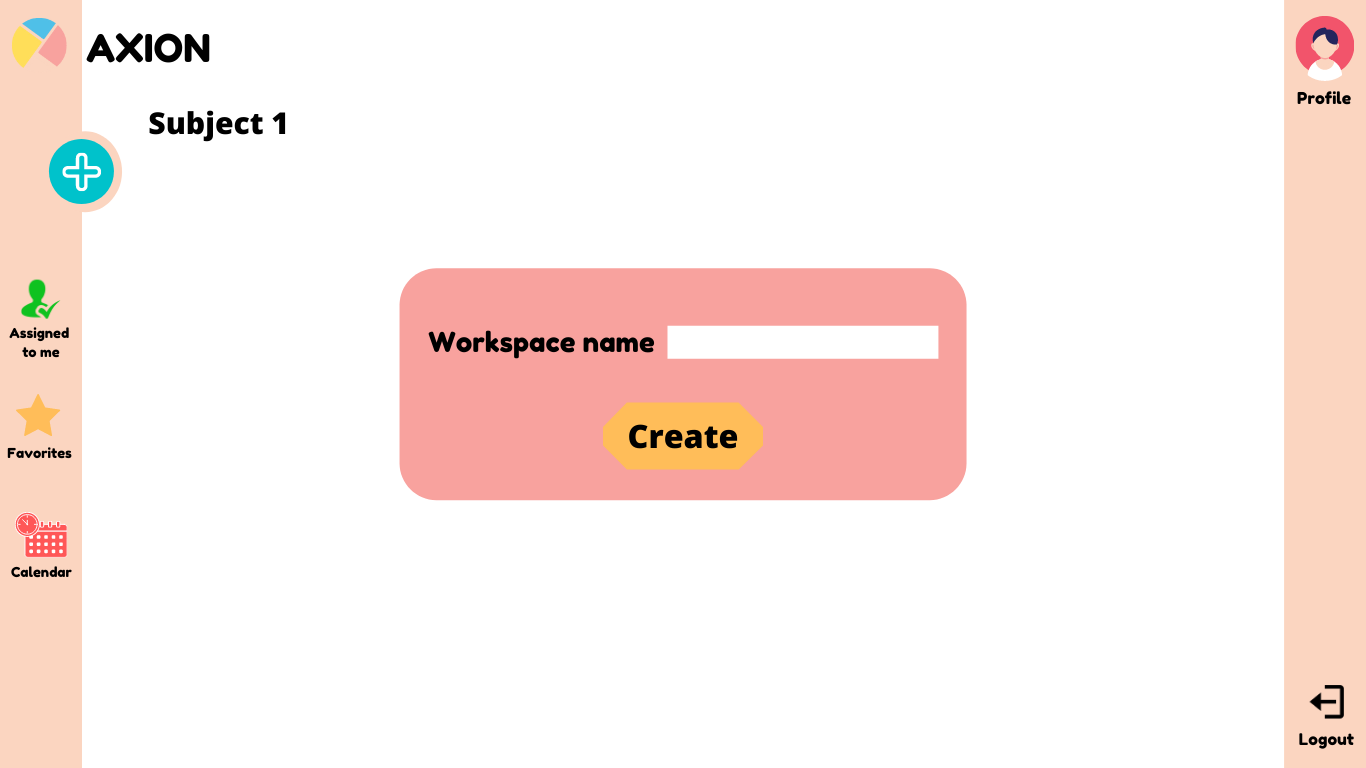 AXION
Profile
Subject 1
Assigned
to me
Workspace name
Create
Favorites
Calendar
Logout